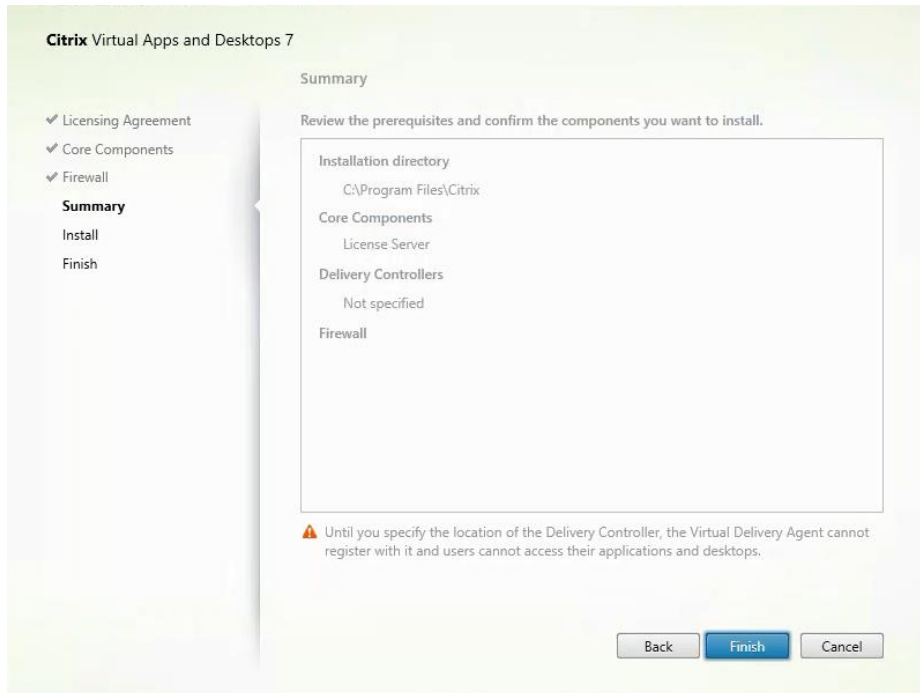 Citrix Virtual Apps and Desktops 7
Summary
Licensing Agreement
Core Components
Firewall
Summary
Install
Finish
Review the prerequisites and confirm the components you want to install.
Installation directory
C:\Program Files\Citrix
Core Components
License Server
Delivery Controllers
Not specified
Firewall
Until you specify the location of the Delivery Controller, the Virtual Delivery Agent cannot
register with it and users cannot access their applications and desktops.
Back
Finish
Cancel